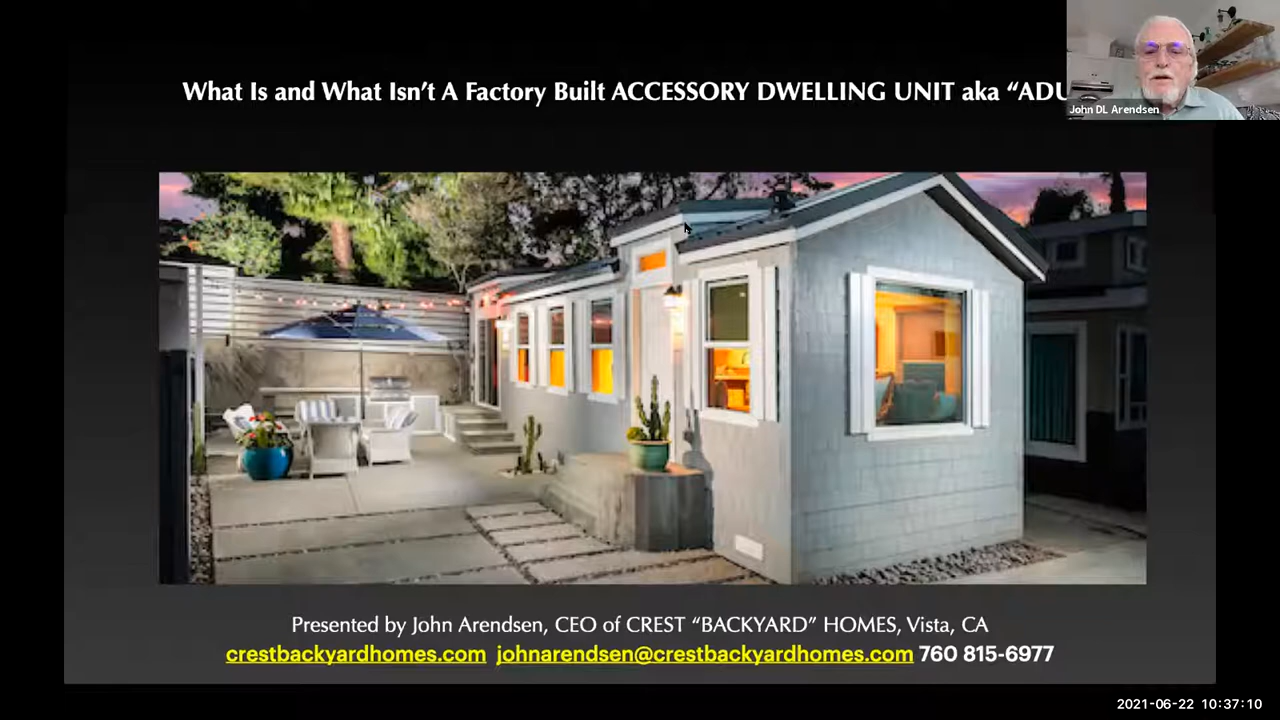 What Is and What Isn't A Factory Built ACCESSORY DWELLING UNIT aka “ADU
John DL Arendsen
Presented by John Arendsen, CEO of CREST “BACKYARD” HOMES, Vista, CA
crestbackyardhomes.com johnarendsen@crestbackyardhomes.com 760 815-6977
2021-06-22 10:37:10